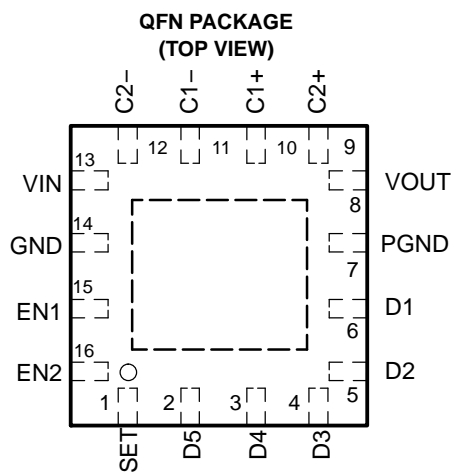 QFN PACKAGE
(TOP VIEW)
C2−
C1−
C1+
C2+
12
11
10
9
13
VIN
VOUT
8
14
GND
PGND
7
15
EN1
D1
6
16
EN2
D2
5
1
2
3
4
SET
D5
D4
D3